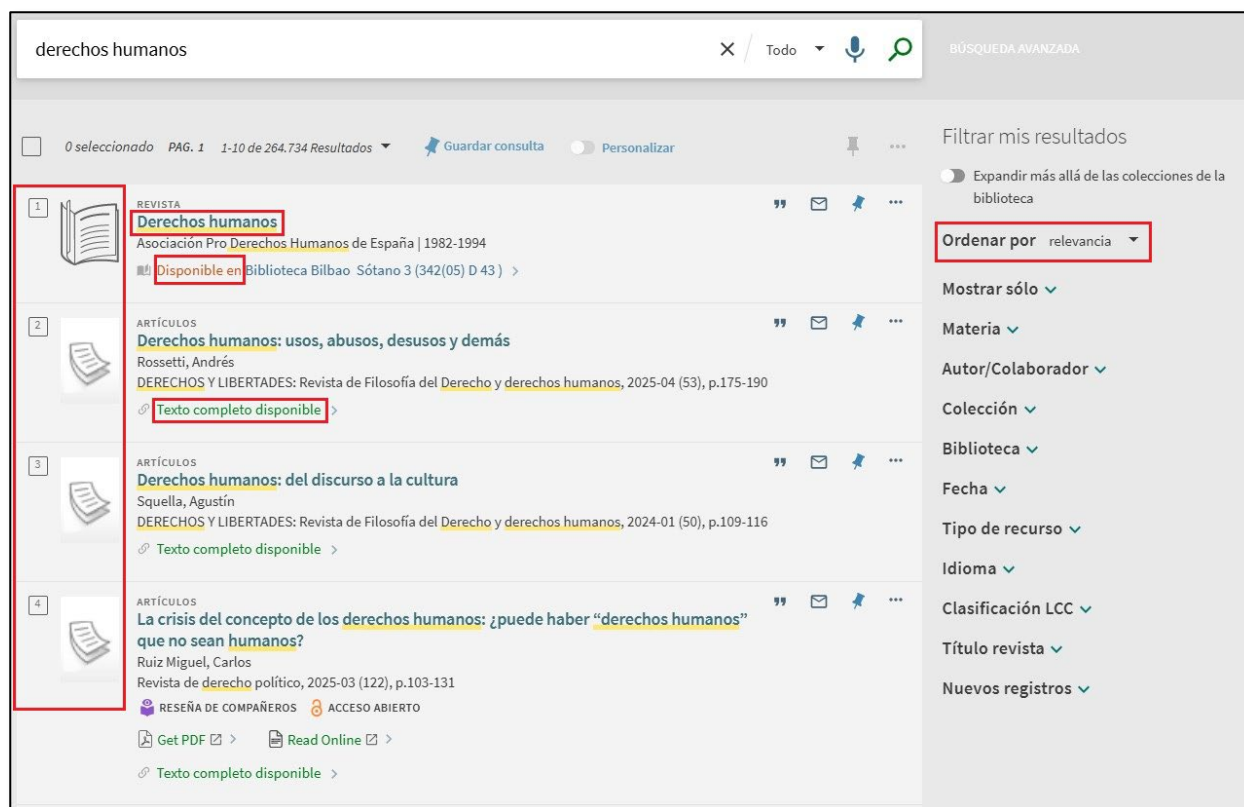 derechos humanos
Todo
BÚSQUEDA AVANZADA
0 seleccionado PAG. 1 1-10 de 264.734 Resultados
Guardar consulta
Personalizar
1
REVISTA
Derechos humanos
Asociación Pro Derechos Humanos de España | 1982-1994
Disponible en Biblioteca Bilbao Sótano 3 (342(05) D 43 ) >
2
ARTÍCULOS
Derechos humanos: usos, abusos, desusos y demás
Rossetti, Andrés
DERECHOS Y LIBERTADES: Revista de Filosofía del Derecho y derechos humanos, 2025-04 (53), p.175-190
Texto completo disponible >
3
ARTÍCULOS
Derechos humanos: del discurso a la cultura
Squella, Agustín
DERECHOS Y LIBERTADES: Revista de Filosofía del Derecho y derechos humanos, 2024-01 (50), p.109-116
Texto completo disponible >
4
ARTÍCULOS
La crisis del concepto de los derechos humanos: ¿puede haber “derechos humanos”
que no sean humanos?
Ruiz Miguel, Carlos
Revista de derecho político, 2025-03 (122), p.103-131
RESEÑA DE COMPAÑEROS ACCESO ABIERTO
Get PDF > Read Online >
Texto completo disponible >
Filtrar mis resultados
Expandir más allá de las colecciones de la
biblioteca
Ordenar por relevancia
Mostrar sólo
Materia
Autor/Colaborador
Colección
Biblioteca
Fecha
Tipo de recurso
Idioma
Clasificación LCC
Título revista
Nuevos registros